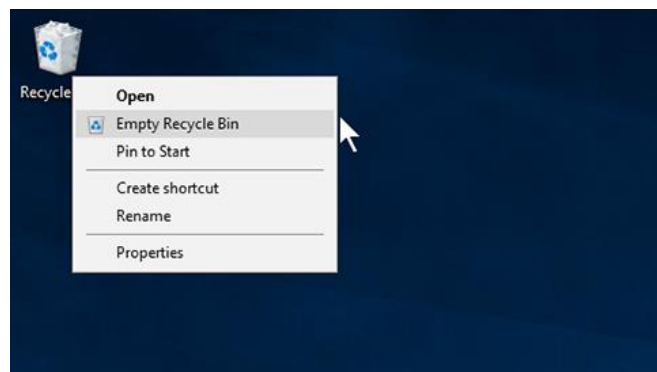 Recycle
Open
Empty Recycle Bin
Pin to Start
Create shortcut
Rename
Properties